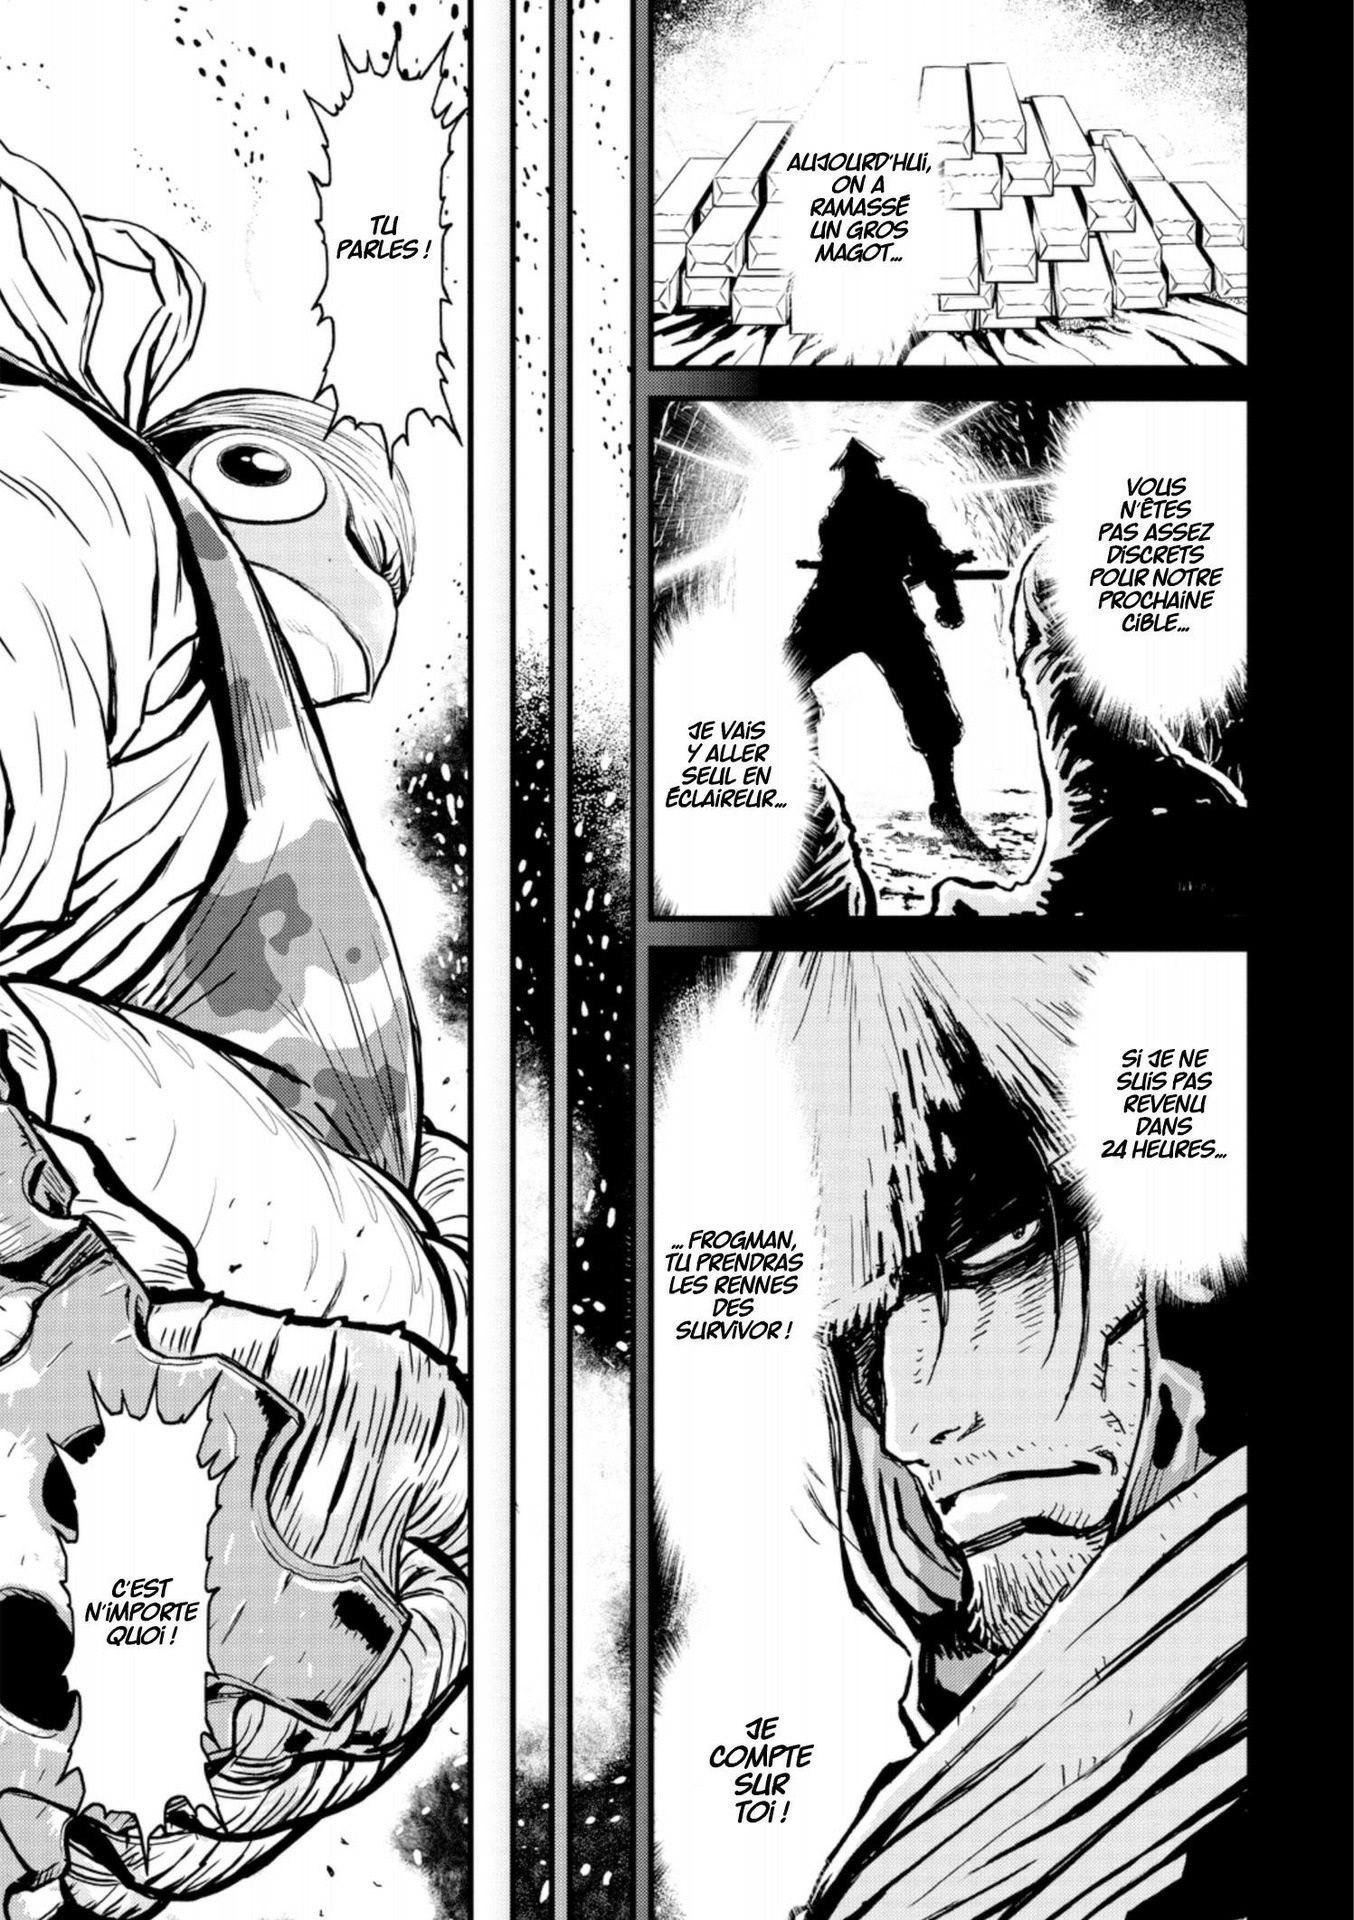 AUJOURD'HUI,
ON A
RAMASSÉ
UN GROS
MAGOT...
VOUS
N'ÊTES
PAS ASSEZ
DISCRETS
POUR NOTRE
PROCHAINE
CIBLE...
JE VAIS
Y ALLER
SEUL EN
ÉCLAIREUR...
SI JE NE
SUIS PAS
REVENU
DANS
24 HEURES...
... FROGMAN,
TU PRENDRAS
LES RENNES
DES
SURVIVOR !
JE
COMPTE
SUR
TOI !
TU
PARLES !
C'EST
N'IMPORTE
QUOI !